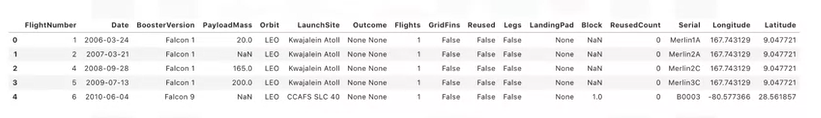 FlightNumber Date BoosterVersion PayloadMass Orbit LaunchSite Outcome Flights GridFins Reused Legs LandingPad Block ReusedCount Serial Longitude Latitude
0 1 2006-03-24 Falcon 1 20.0 LEO Kwajalein Atoll None None 1 False False False None NaN 0 Merlin1A 167.743129 9.047721
1 2 2007-03-21 Falcon 1 NaN LEO Kwajalein Atoll None None 1 False False False None NaN 0 Merlin2A 167.743129 9.047721
2 4 2008-09-28 Falcon 1 165.0 LEO Kwajalein Atoll None None 1 False False False None NaN 0 Merlin2C 167.743129 9.047721
3 5 2009-07-13 Falcon 1 200.0 LEO Kwajalein Atoll None None 1 False False False None NaN 0 Merlin3C 167.743129 9.047721
4 6 2010-06-04 Falcon 9 NaN LEO CCAFS SLC 40 None None 1 False False False None 1.0 0 B0003 -80.577366 28.561857